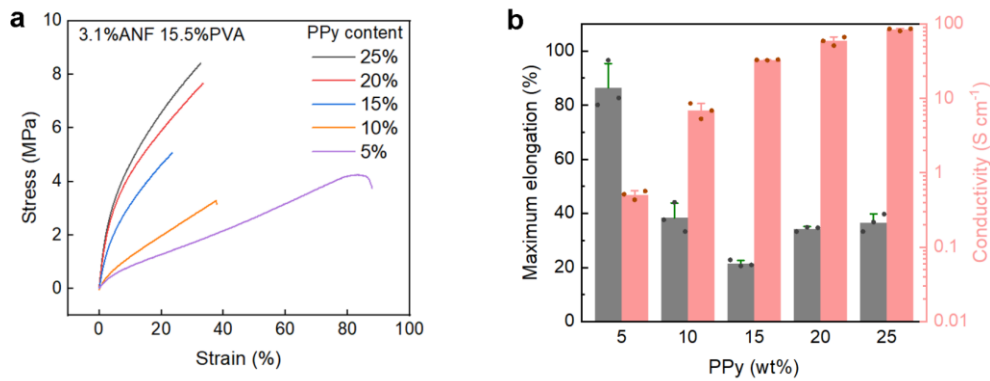 a
3.1%ANF 15.5%PVA
PPy content
25%
20%
15%
10%
5%
10
8
6
4
2
0
Stress (MPa)
0 20 40 60 80 100
Strain (%)
b
100
80
60
40
20
0
Maximum elongation (%)
5 10 15 20 25
PPy (wt%)
100
10
1
0.1
0.01
Conductivity (S cm⁻¹)